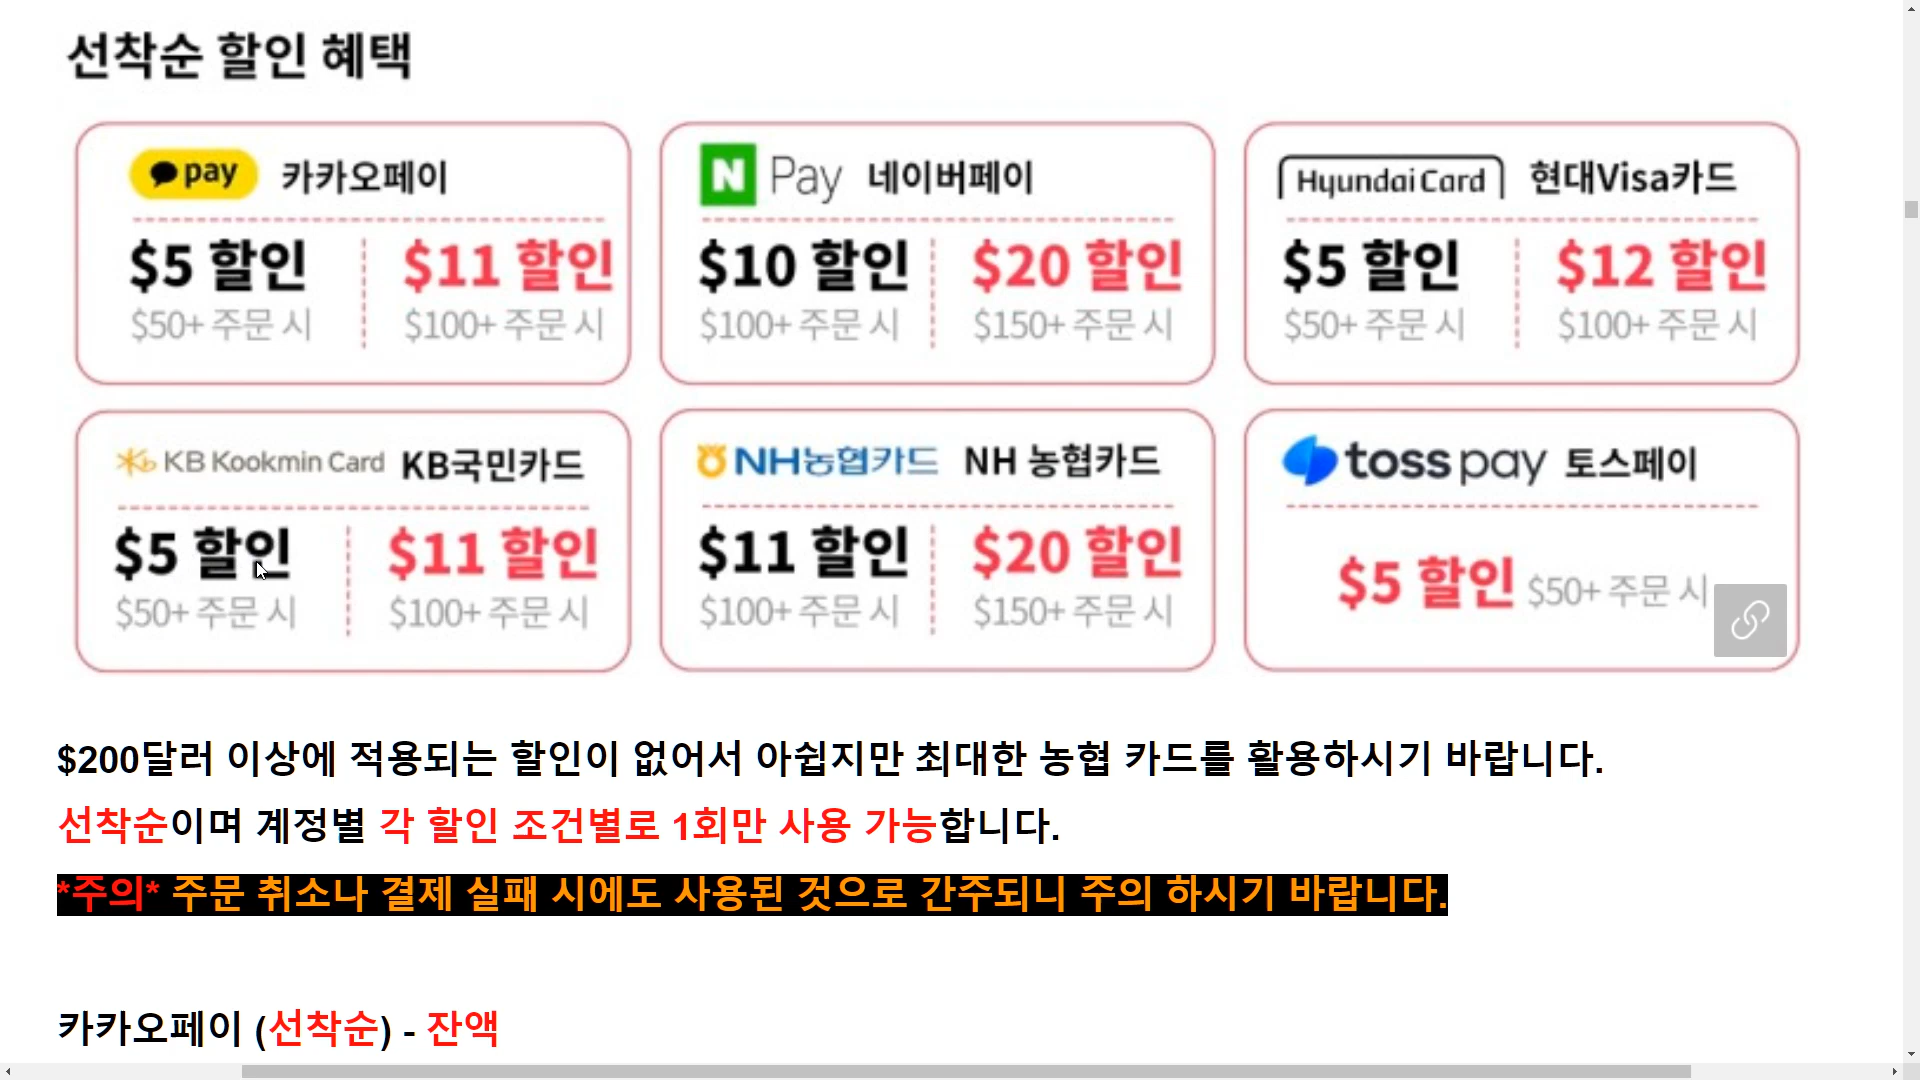 선착순 할인 혜택
pay 카카오페이
$5 할인 $11 할인
$50+ 주문 시 $100+ 주문 시
N Pay 네이버페이
$10 할인 $20 할인
$100+ 주문 시 $150+ 주문 시
Hyundai Card 현대Visa카드
$5 할인 $12 할인
$50+ 주문 시 $100+ 주문 시
KB Kookmin Card KB국민카드
$5 할인 $11 할인
$50+ 주문 시 $100+ 주문 시
NH농협카드 NH 농협카드
$11 할인 $20 할인
$100+ 주문 시 $150+ 주문 시
toss pay 토스페이
$5 할인 $50+ 주문 시
$200달러 이상에 적용되는 할인이 없어서 아쉽지만 최대한 농협 카드를 활용하시기 바랍니다.
선착순이며 계정별 각 할인 조건별로 1회만 사용 가능합니다.
*주의* 주문 취소나 결제 실패 시에도 사용된 것으로 간주되니 주의 하시기 바랍니다.
카카오페이 (선착순) - 잔액